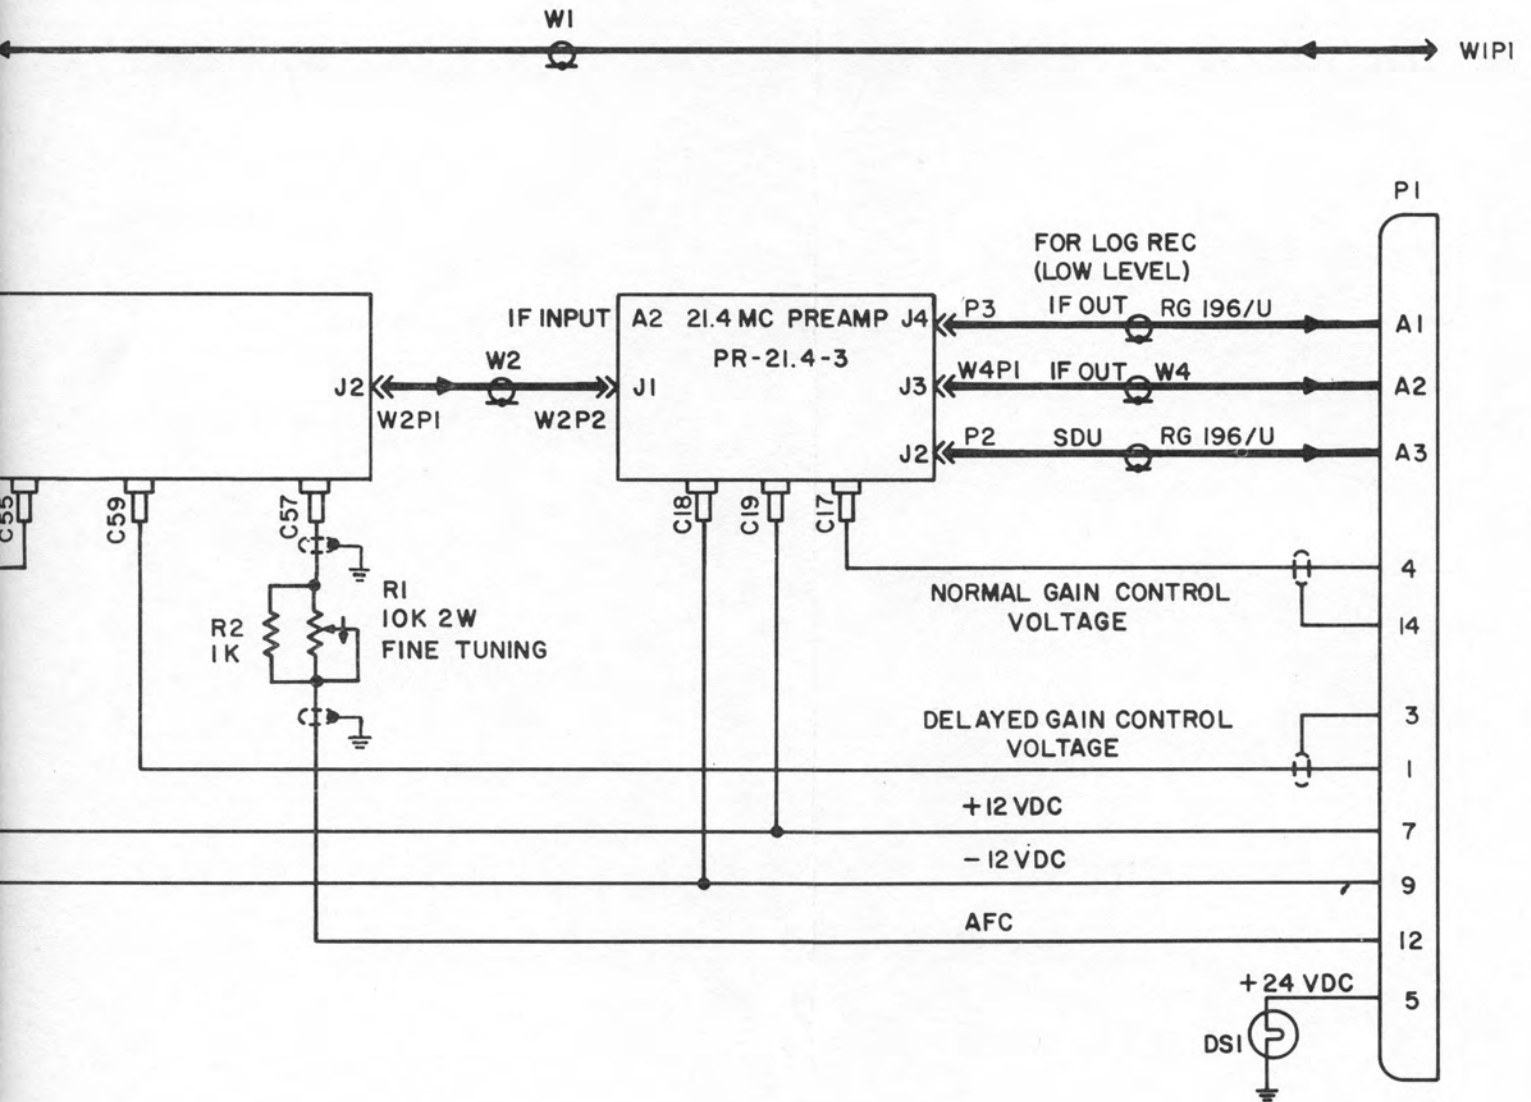 W1
W1P1
P1
FOR LOG REC
(LOW LEVEL)
IF INPUT
A2 21.4 MC PREAMP J4
P3
IF OUT
RG 196/U
A1
PR-21.4-3
W2
J2
J1
J3
W4P1
IF OUT
W4
A2
W2P1
W2P2
J2
P2
SDU
RG 196/U
A3
C55
C59
C57
C18
C19
C17
4
NORMAL GAIN CONTROL
VOLTAGE
14
R1
10K 2W
FINE TUNING
R2
1K
DELAYED GAIN CONTROL
VOLTAGE
3
1
+12 VDC
7
-12 VDC
9
AFC
12
+24 VDC
5
DS1